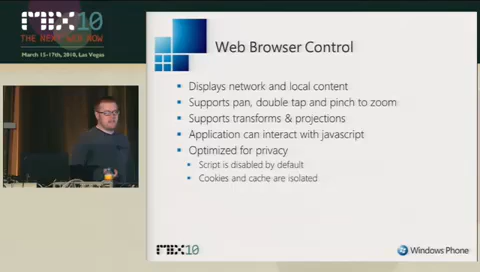 MIX10
THE NEXT WEB NOW
March 15-17th, 2010, Las Vegas
Web Browser Control
Displays network and local content
Supports pan, double tap and pinch to zoom
Supports transforms & projections
Application can interact with javascript
Optimized for privacy
Script is disabled by default
Cookies and cache are isolated
MIX10
Windows Phone